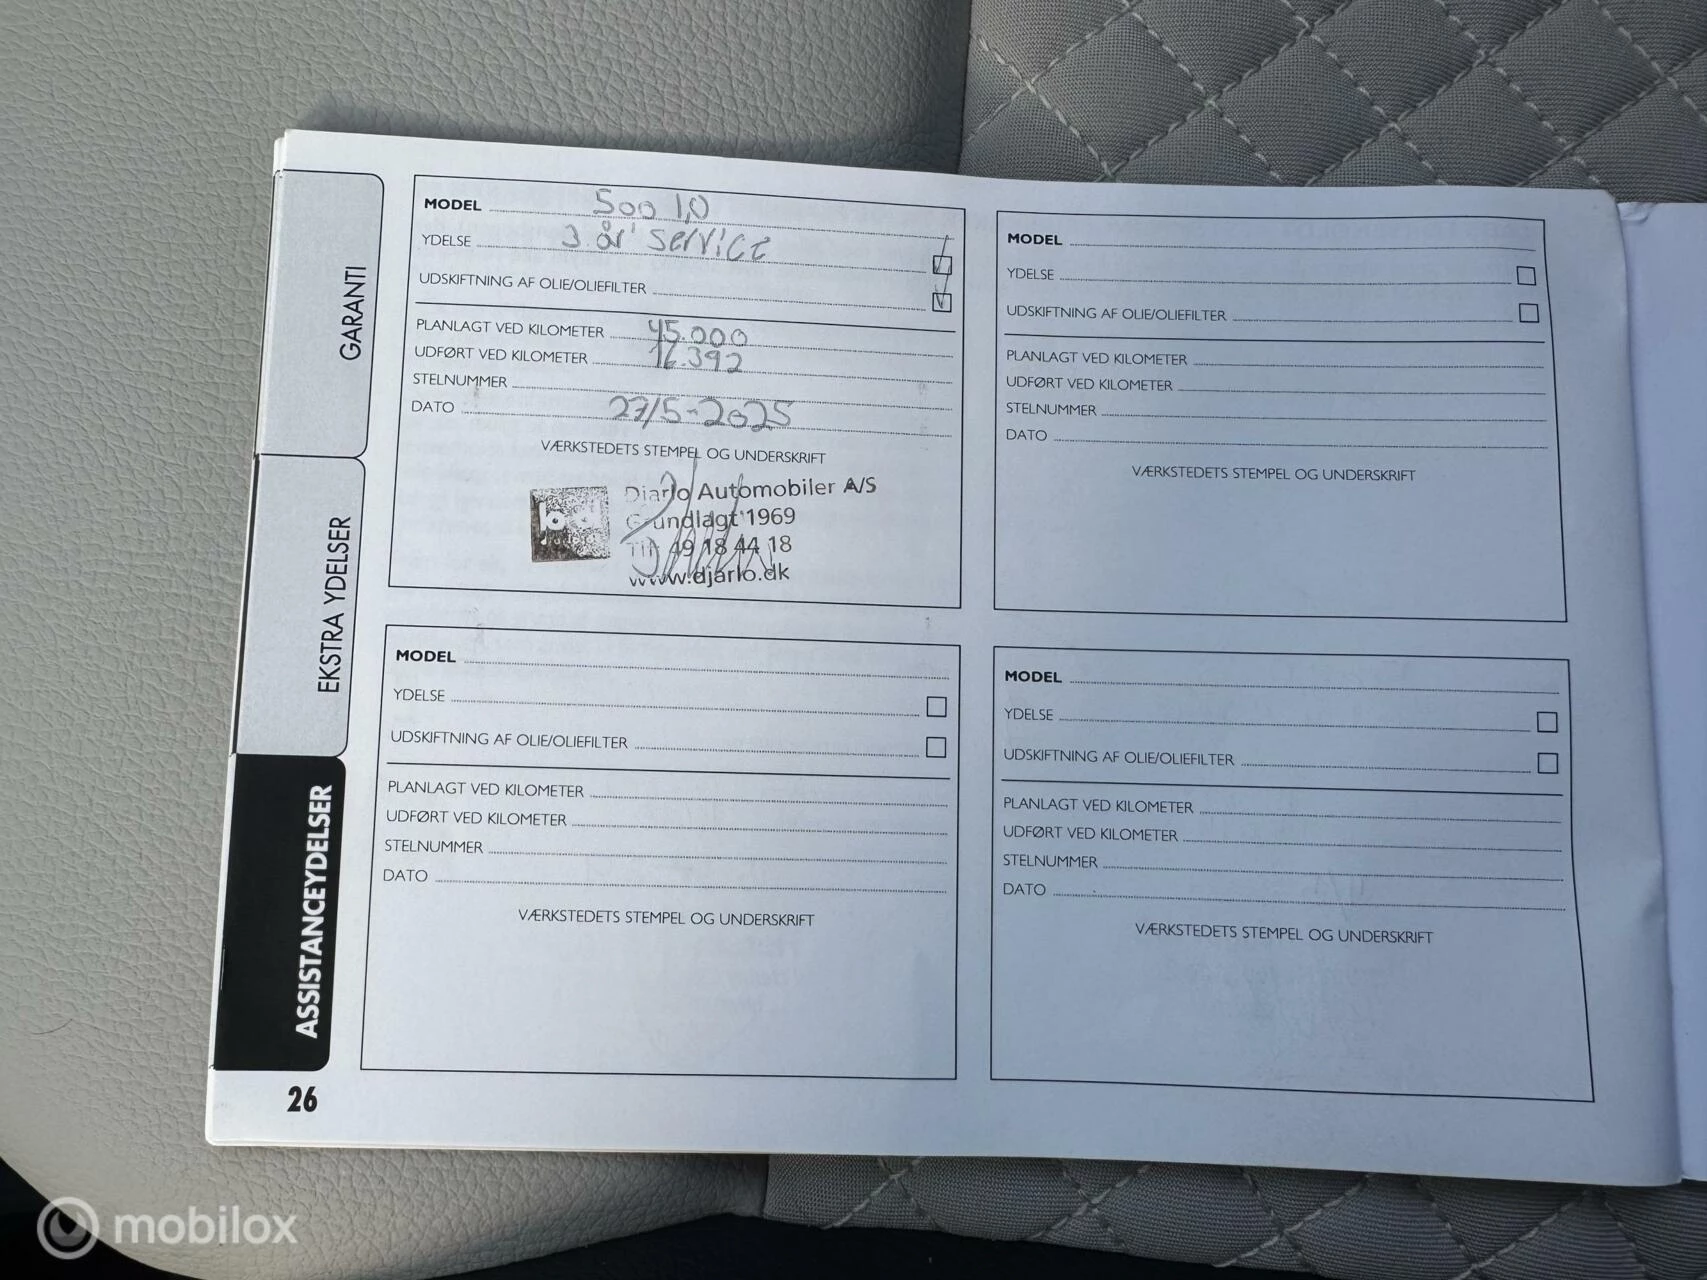 GARANTI
EKSTRA YDELSER
ASSISTANCEYDELSER
MODEL 500 1,0
YDELSE 3 år service
UDSKIFTNING AF OLIE/OLIEFILTER
PLANLAGT VED KILOMETER 45.000
UDFØRT VED KILOMETER 16.392
STELNUMMER
DATO 27/5-2025
VÆRKSTEDETS STEMPEL OG UNDERSKRIFT
Djarlo Automobiler A/S
Grundlagt 1969
Tlf. 49 18 44 18
www.djarlo.dk
MODEL
YDELSE
UDSKIFTNING AF OLIE/OLIEFILTER
PLANLAGT VED KILOMETER
UDFØRT VED KILOMETER
STELNUMMER
DATO
VÆRKSTEDETS STEMPEL OG UNDERSKRIFT
MODEL
YDELSE
UDSKIFTNING AF OLIE/OLIEFILTER
PLANLAGT VED KILOMETER
UDFØRT VED KILOMETER
STELNUMMER
DATO
VÆRKSTEDETS STEMPEL OG UNDERSKRIFT
MODEL
YDELSE
UDSKIFTNING AF OLIE/OLIEFILTER
PLANLAGT VED KILOMETER
UDFØRT VED KILOMETER
STELNUMMER
DATO
VÆRKSTEDETS STEMPEL OG UNDERSKRIFT
26
mobilox